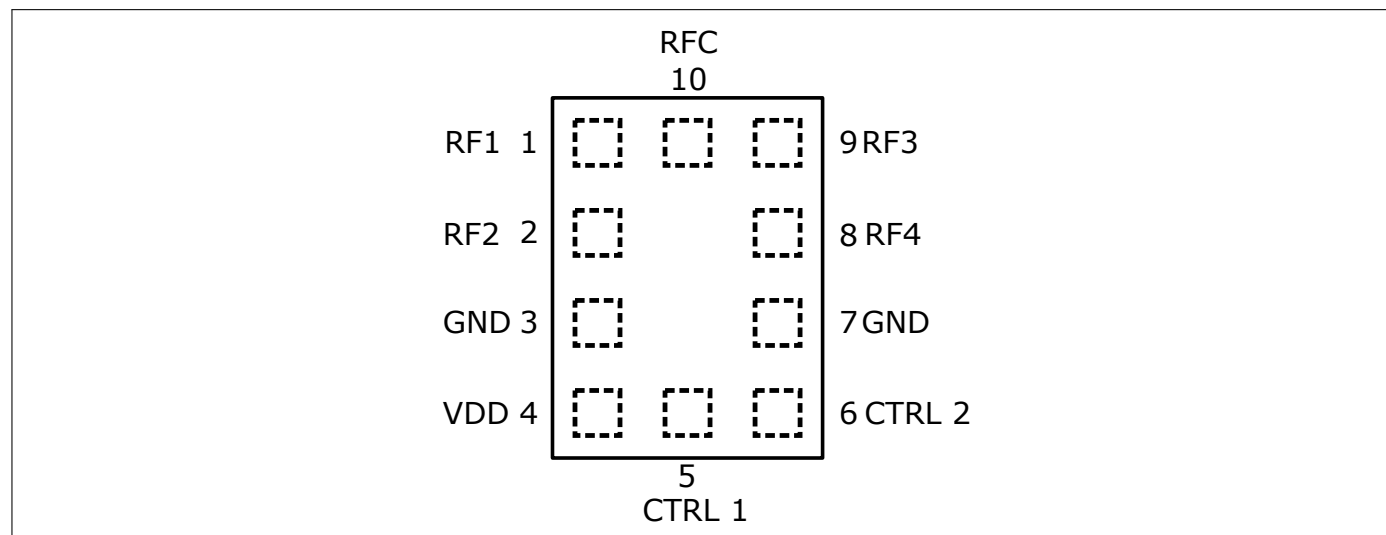 RFC
10
RF1 1
9 RF3
RF2 2
8 RF4
GND 3
7 GND
VDD 4
6 CTRL 2
5
CTRL 1